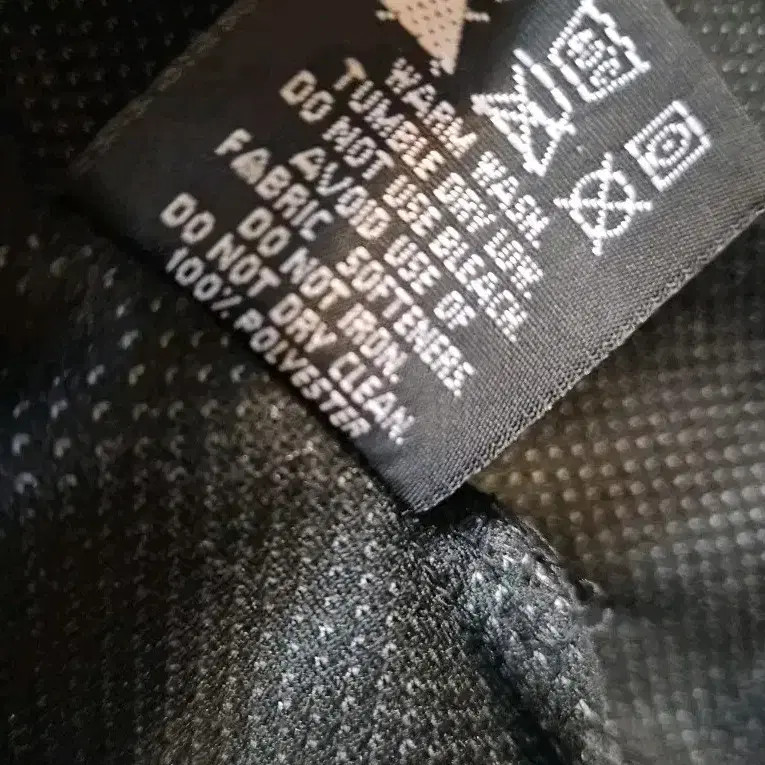 WARM WASH.
TUMBLE DRY LOW.
DO NOT USE BLEACH.
AVOID USE OF
FABRIC SOFTENERS.
DO NOT IRON.
DO NOT DRY CLEAN.
100% POLYESTER